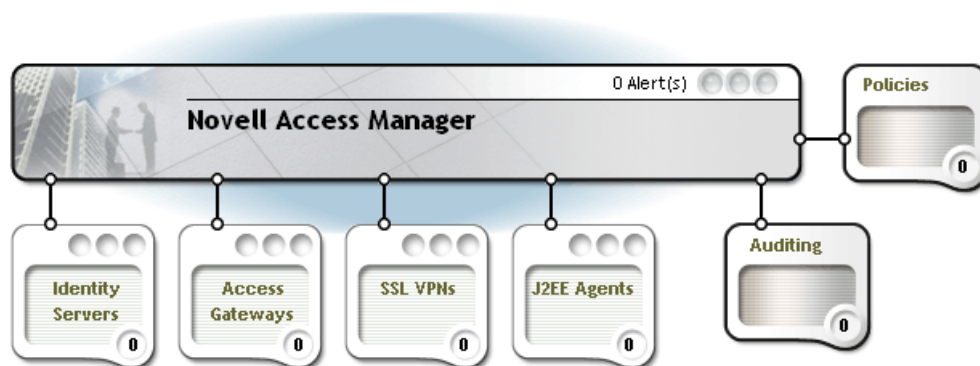 0 Alert(s)
Novell Access Manager
Policies
0
Identity
Servers
0
Access
Gateways
0
SSL VPNs
0
J2EE Agents
0
Auditing
0